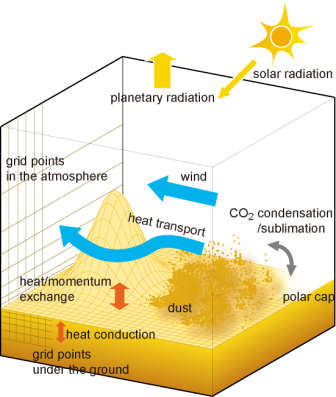 solar radiation
planetary radiation
grid points
in the atmosphere
wind
heat transport
CO2 condensation
/sublimation
heat/momentum
exchange
dust
polar cap
heat conduction
grid points
under the ground